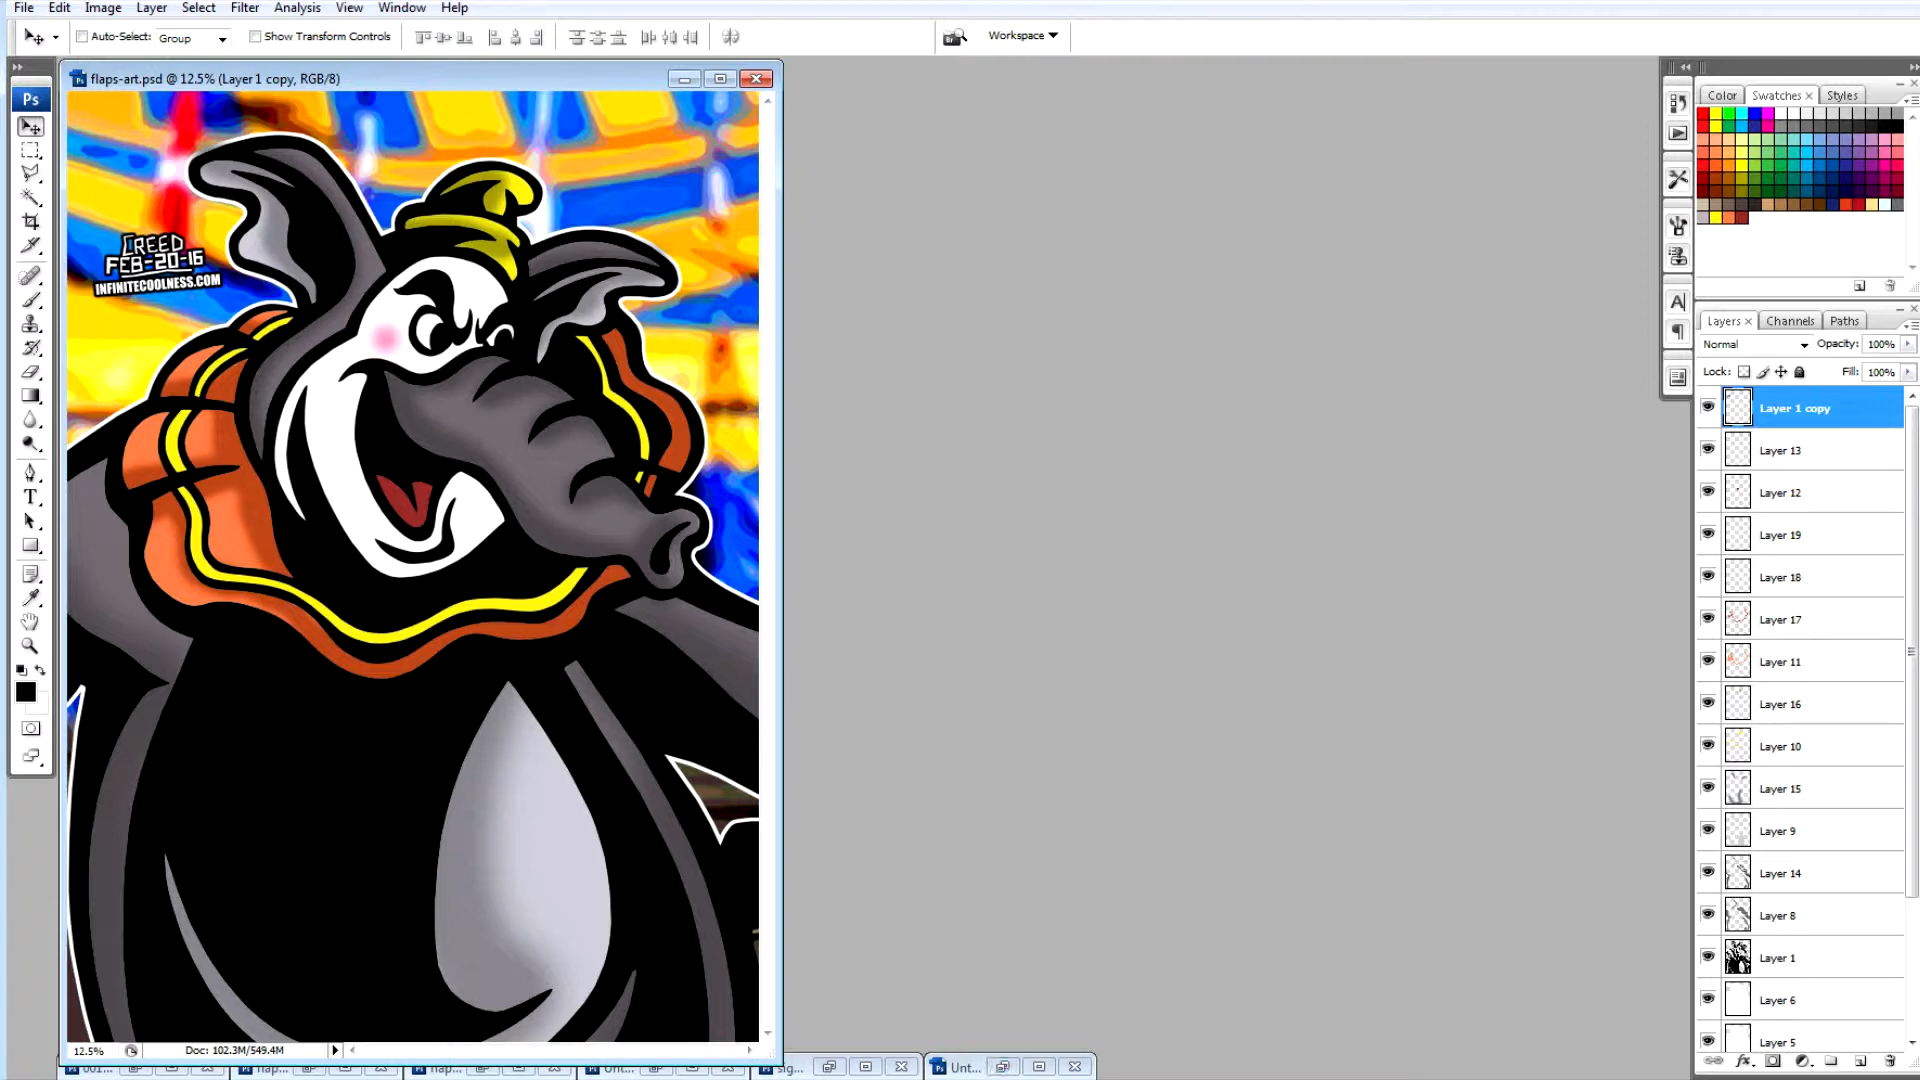 File Edit Image Layer Select Filter Analysis View Window Help
Auto-Select: Group Show Transform Controls Workspace
Ps
flaps-art.psd @ 12.5% (Layer 1 copy, RGB/8)
CREED
FEB-20-16
INFINITECOOLNESS.COM
Color Swatches Styles
Layers Channels Paths
Normal Opacity: 100%
Lock: Fill: 100%
Layer 1 copy
Layer 13
Layer 12
Layer 19
Layer 18
Layer 17
Layer 11
Layer 16
Layer 10
Layer 15
Layer 9
Layer 14
Layer 8
Layer 1
Layer 6
Layer 5
12.5% Doc: 102.3M/549.4M
Unt... sig... Unt...